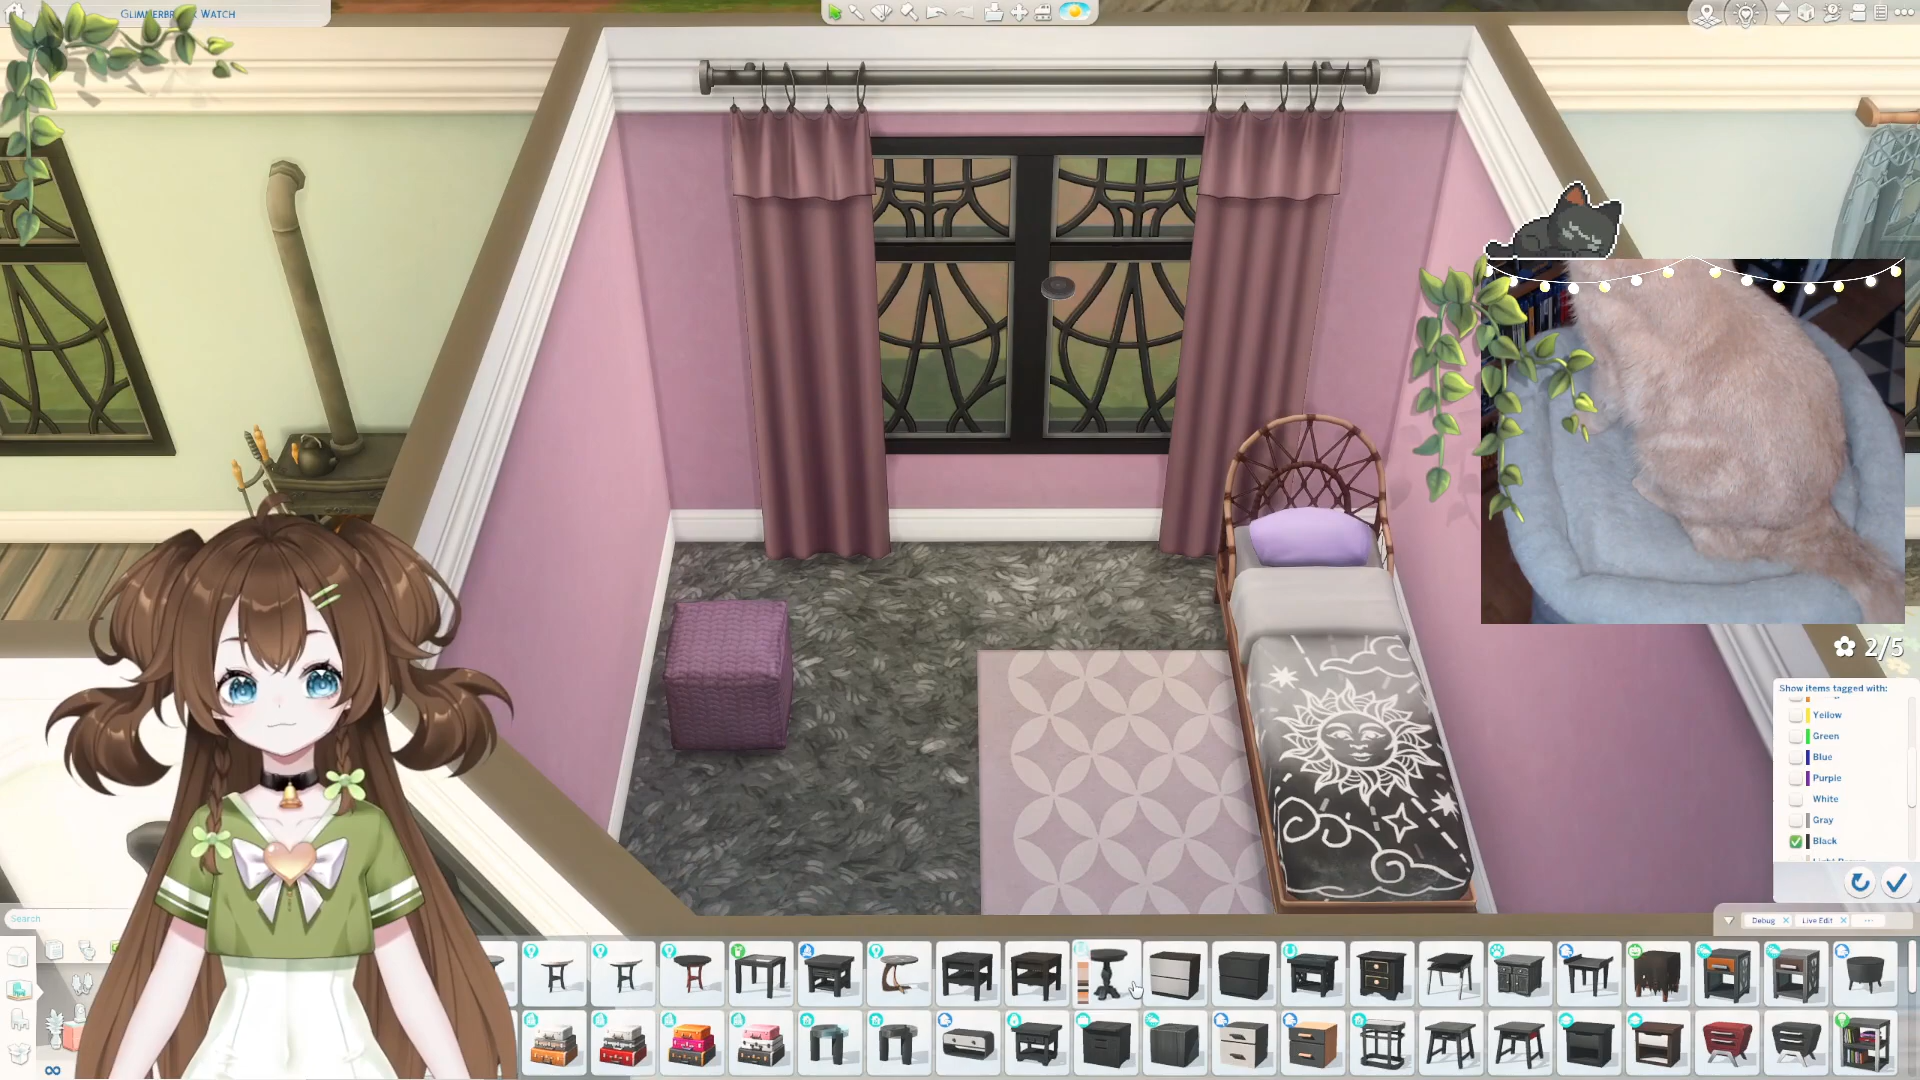 GLIMMERBR K WATCH
2/5
Show items tagged with:
Yellow
Green
Blue
Purple
White
Gray
Black
Search
Debug
Live Edit
...